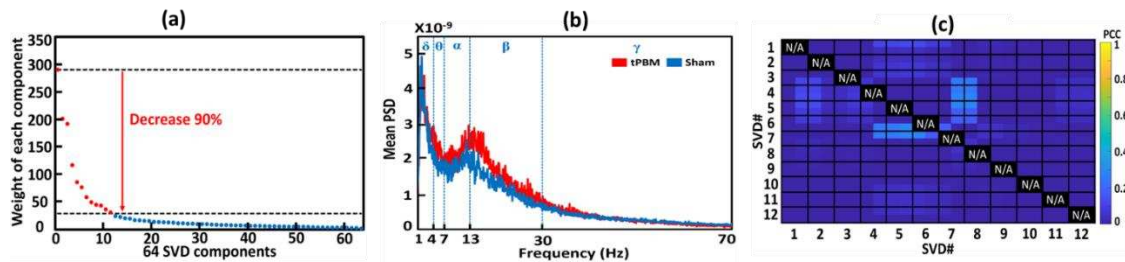 (a)
Weight of each component
350
300
250
200
150
100
50
0
Decrease 90%
0 10 20 30 40 50 60
64 SVD components
(b)
X10⁻⁹
δ θ α β γ
tPBM Sham
Mean PSD
5
4
3
2
1
0
1 4 7 13 30 70
Frequency (Hz)
(c)
PCC
SVD#
1 N/A
2 N/A
3 N/A
4 N/A
5 N/A
6 N/A
7 N/A
8 N/A
9 N/A
10 N/A
11 N/A
12 N/A
1 2 3 4 5 6 7 8 9 10 11 12
SVD#
1
0.8
0.6
0.4
0.2
0